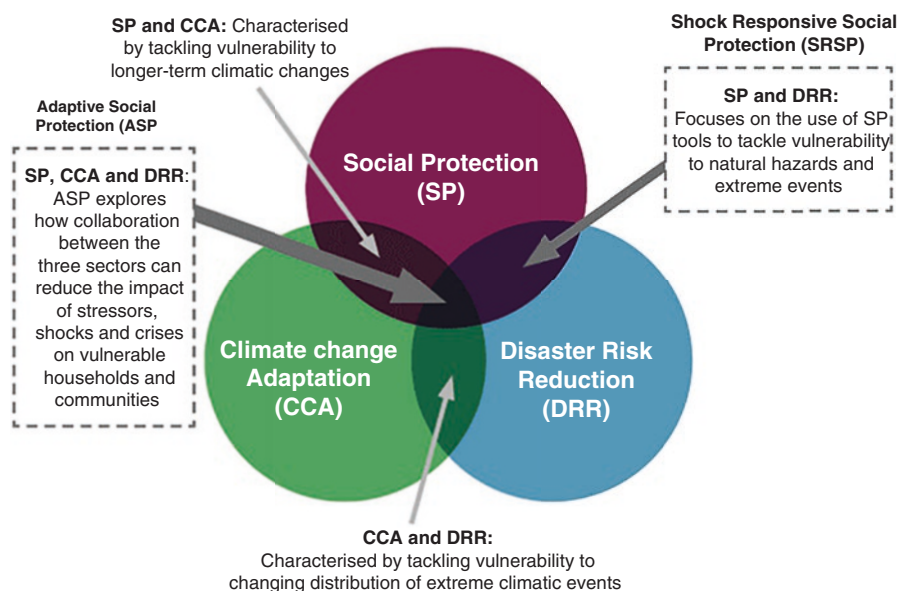 SP and CCA: Characterised
by tackling vulnerability to
longer-term climatic changes
Shock Responsive Social
Protection (SRSP)
SP and DRR:
Focuses on the use of SP
tools to tackle vulnerability
to natural hazards and
extreme events
Adaptive Social
Protection (ASP
SP, CCA and DRR:
ASP explores
how collaboration
between the
three sectors can
reduce the impact
of stressors,
shocks and crises
on vulnerable
households and
communities
Social Protection
(SP)
Climate change
Adaptation
(CCA)
Disaster Risk
Reduction
(DRR)
CCA and DRR:
Characterised by tackling vulnerability to
changing distribution of extreme climatic events